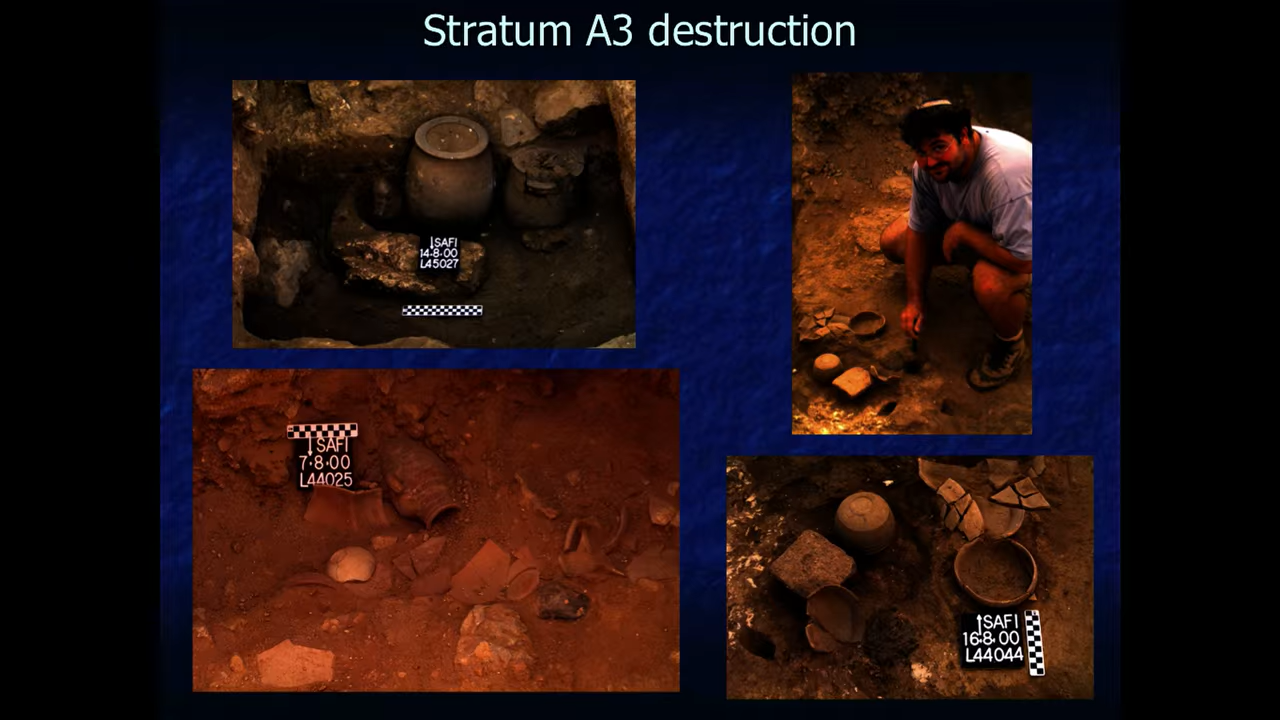 Stratum A3 destruction
↓SAFI
14·8·00
L45027
↓SAFI
7·8·00
L44025
↑SAFI
16·8·00
L44044